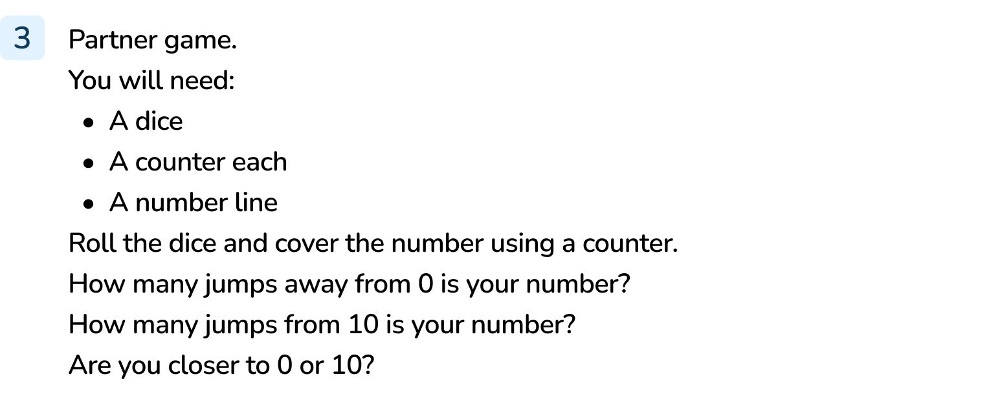 3 Partner game.
You will need:
• A dice
• A counter each
• A number line
Roll the dice and cover the number using a counter.
How many jumps away from 0 is your number?
How many jumps from 10 is your number?
Are you closer to 0 or 10?